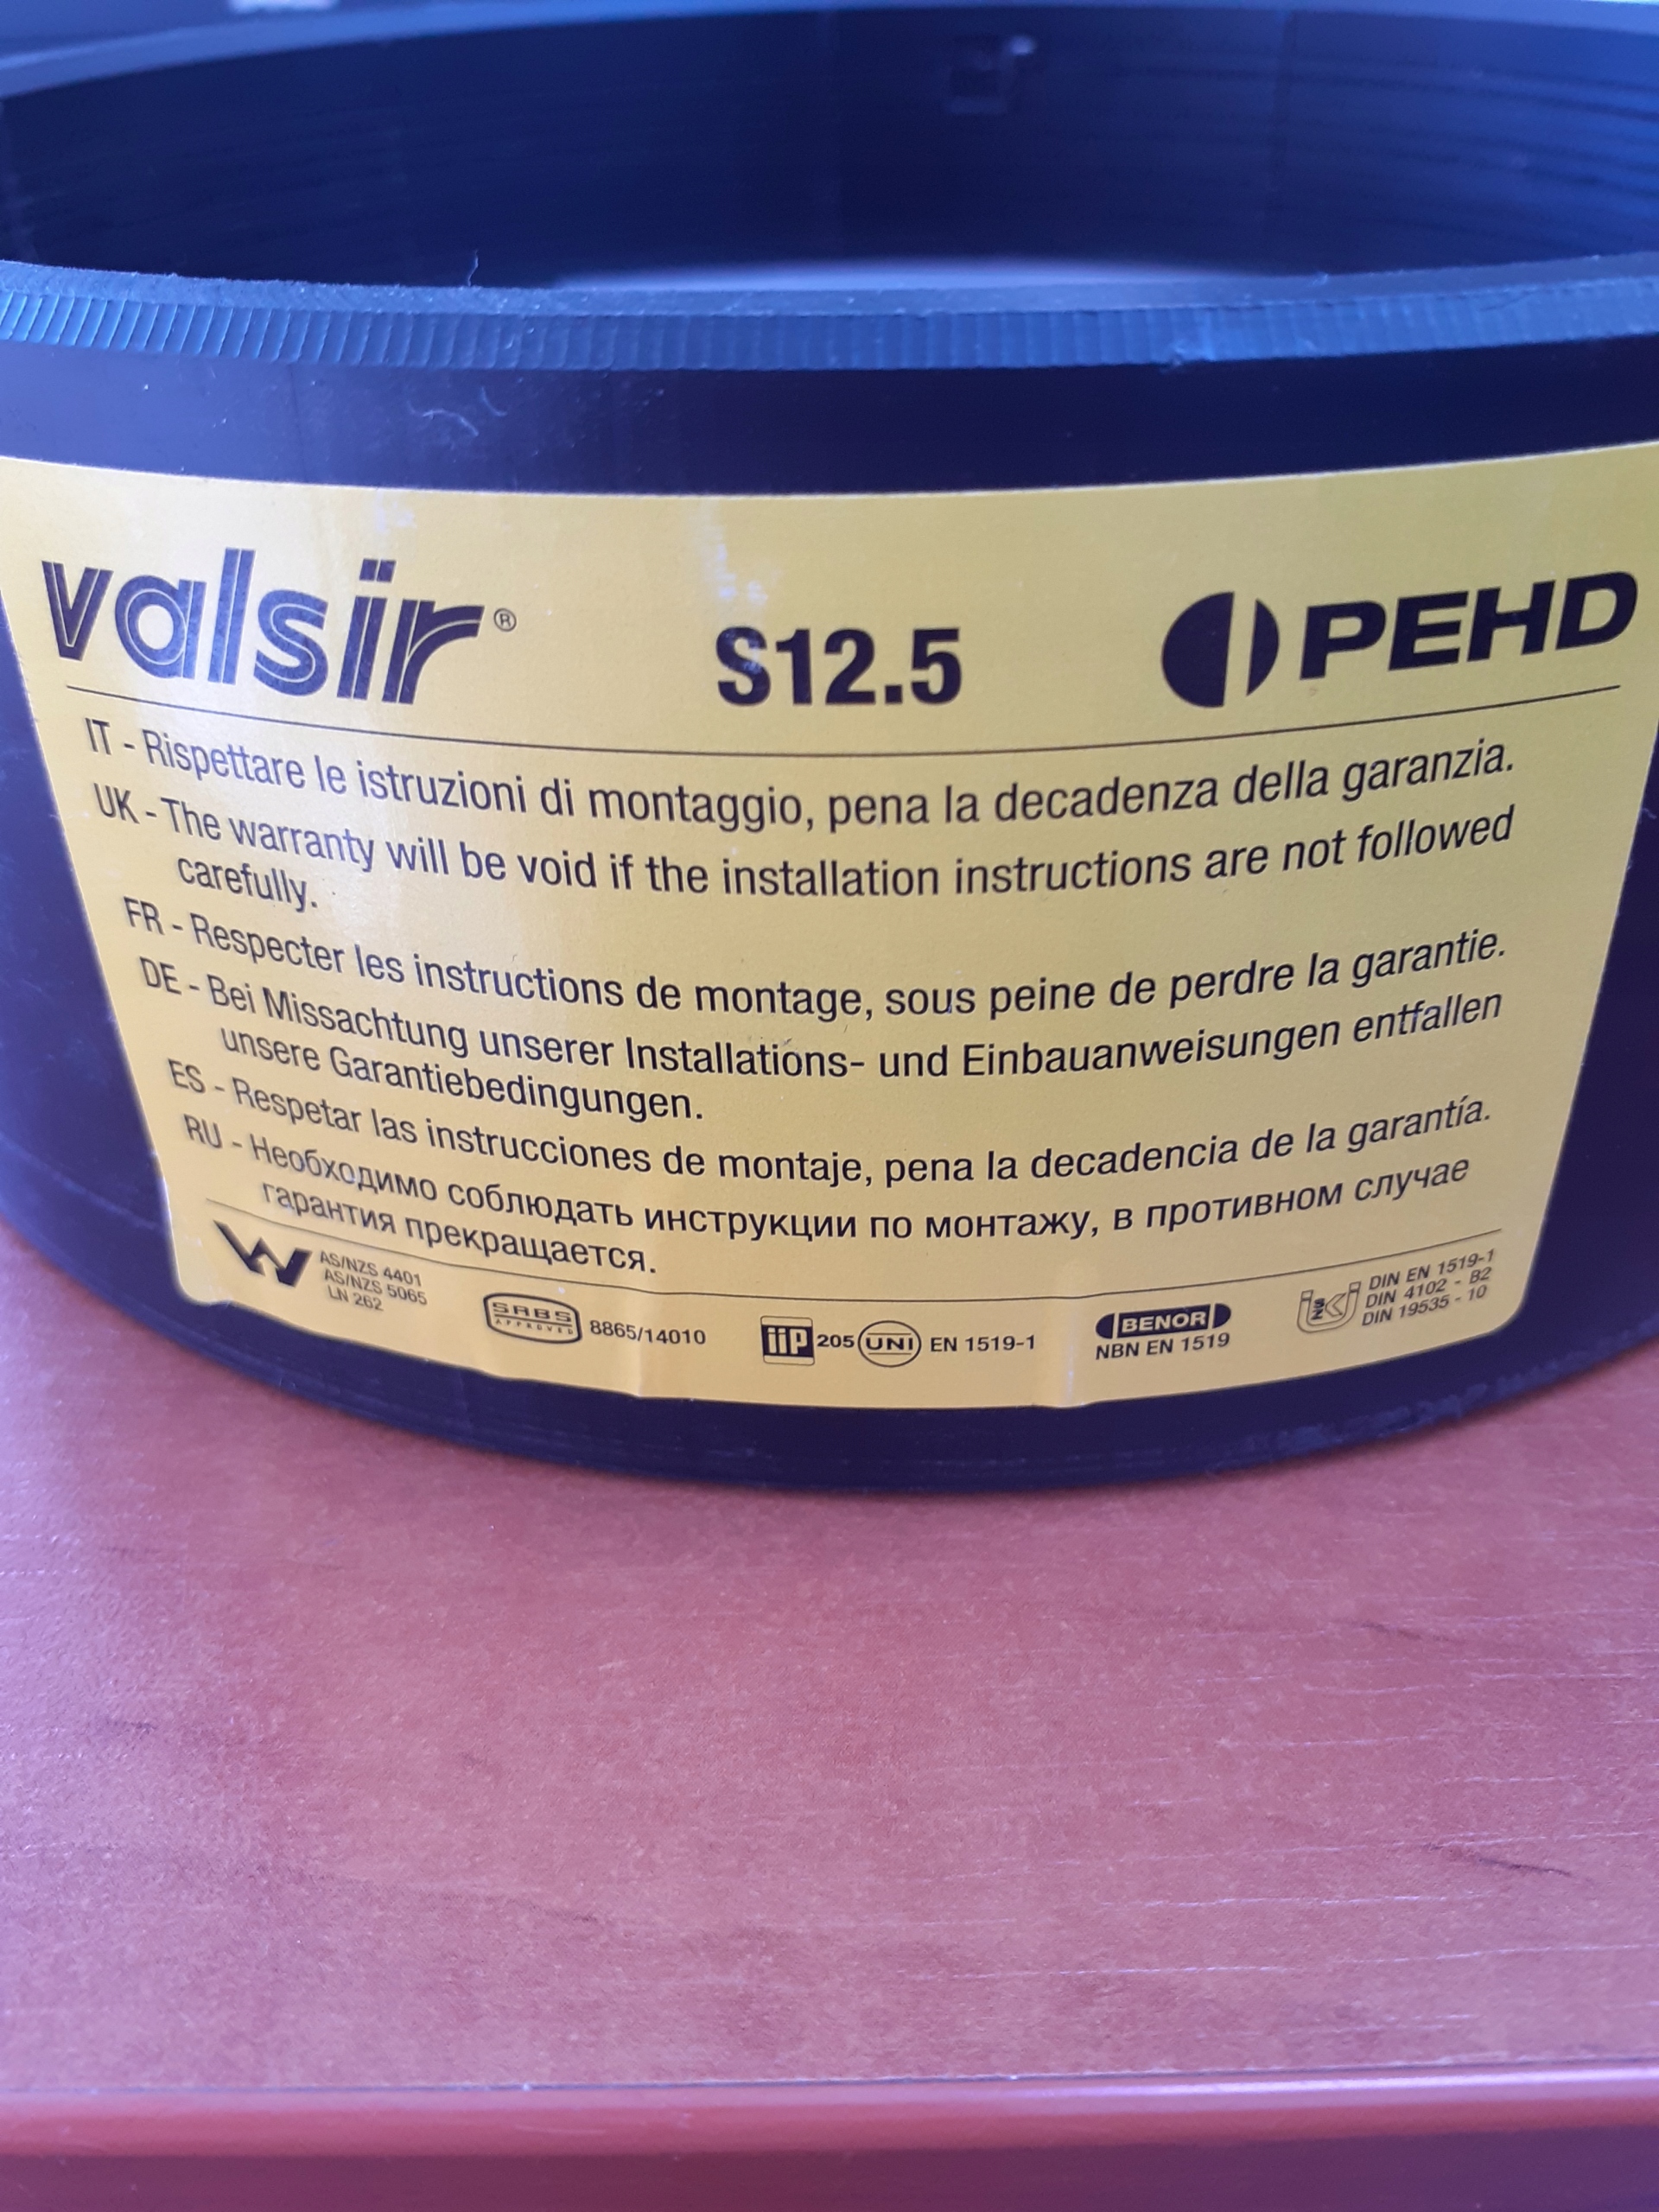 valsir®
S12.5
PEHD
IT - Rispettare le istruzioni di montaggio, pena la decadenza della garanzia.
UK - The warranty will be void if the installation instructions are not followed
carefully.
FR - Respecter les instructions de montage, sous peine de perdre la garantie.
DE - Bei Missachtung unserer Installations- und Einbauanweisungen entfallen
unsere Garantiebedingungen.
ES - Respetar las instrucciones de montaje, pena la decadencia de la garantía.
RU - Необходимо соблюдать инструкции по монтажу, в противном случае
гарантия прекращается.
AS/NZS 4401
AS/NZS 5065
LN 262
SABS
APPROVED
8865/14010
iiP 205 UNI EN 1519-1
BENOR
NBN EN 1519
DIN EN 1519-1
DIN 4102 - B2
DIN 19535 - 10